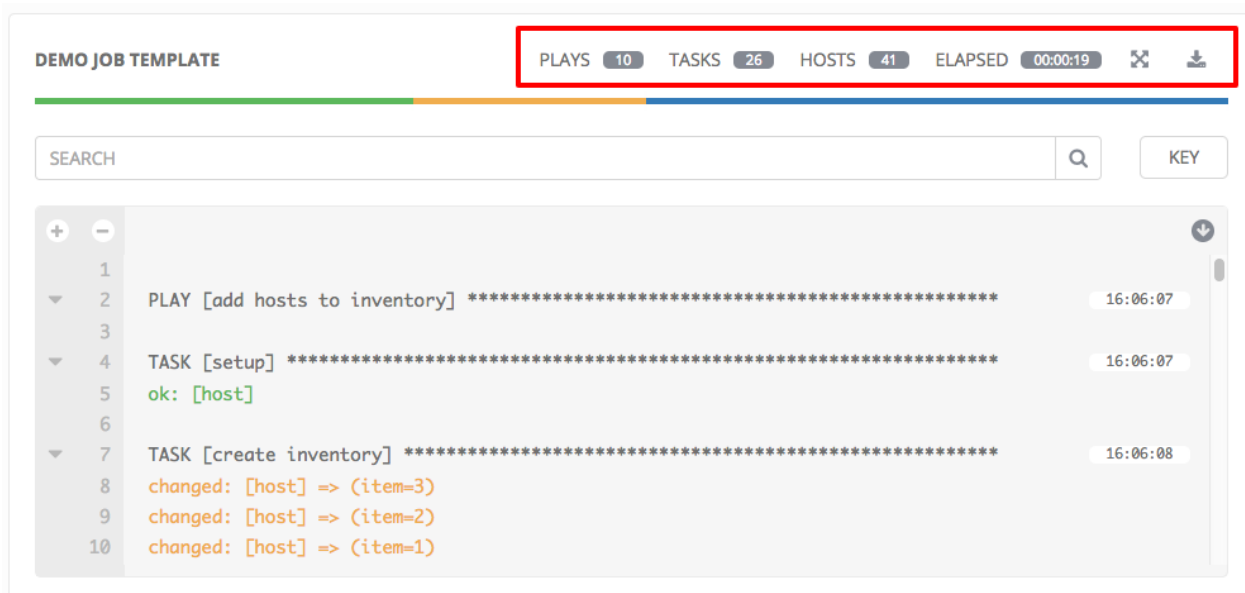 DEMO JOB TEMPLATE PLAYS 10 TASKS 26 HOSTS 41 ELAPSED 00:00:19
SEARCH KEY
1
2 PLAY [add hosts to inventory] ************************************************** 16:06:07
3
4 TASK [setup] ******************************************************************* 16:06:07
5 ok: [host]
6
7 TASK [create inventory] ******************************************************** 16:06:08
8 changed: [host] => (item=3)
9 changed: [host] => (item=2)
10 changed: [host] => (item=1)